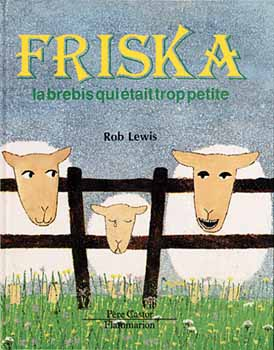 FRISKA
la brebis qui était trop petite
Rob Lewis
Père Castor
Flammarion